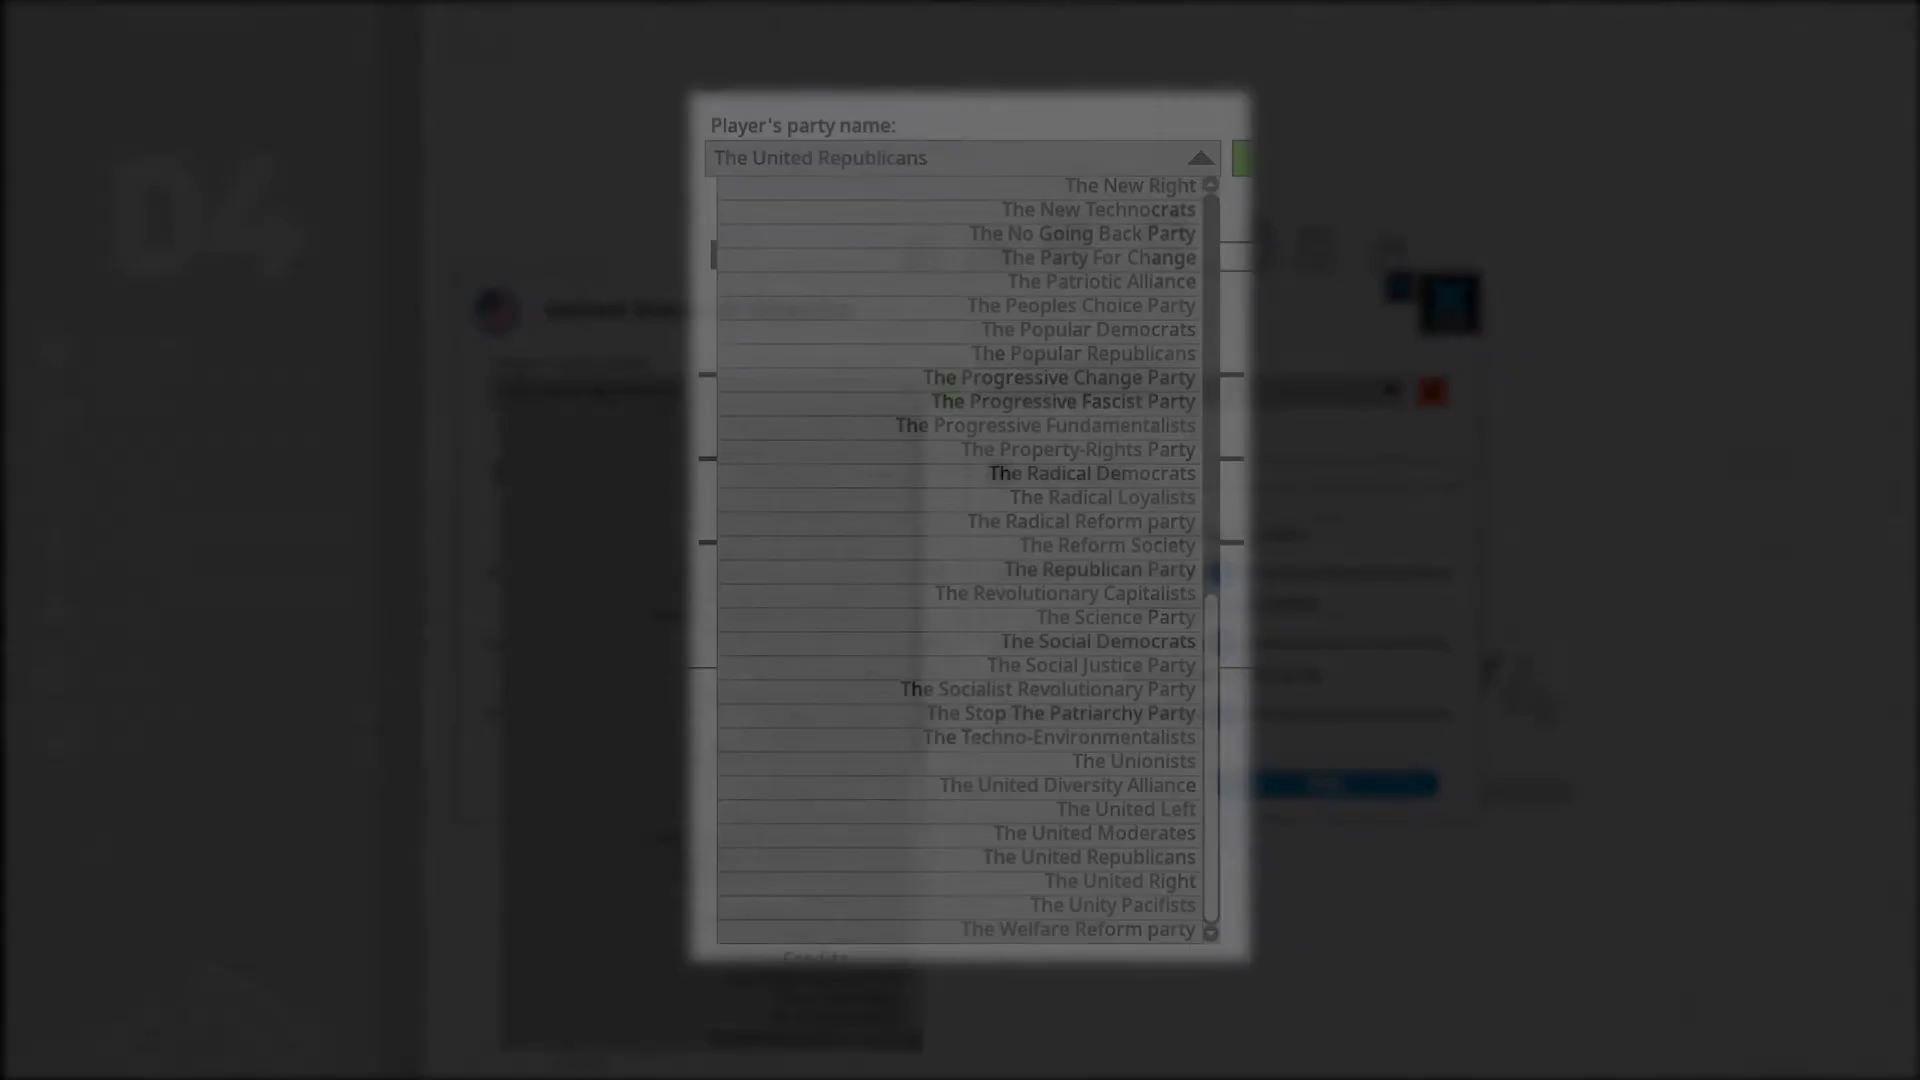 D4
Player's party name:
The United Republicans
The New Right
The New Technocrats
The No Going Back Party
The Party For Change
The Patriotic Alliance
The Peoples Choice Party
The Popular Democrats
The Popular Republicans
The Progressive Change Party
The Progressive Fascist Party
The Progressive Fundamentalists
The Property-Rights Party
The Radical Democrats
The Radical Loyalists
The Radical Reform party
The Reform Society
The Republican Party
The Revolutionary Capitalists
The Science Party
The Social Democrats
The Social Justice Party
The Socialist Revolutionary Party
The Stop The Patriarchy Party
The Techno-Environmentalists
The Unionists
The United Diversity Alliance
The United Left
The United Moderates
The United Republicans
The United Right
The Unity Pacifists
The Welfare Reform party